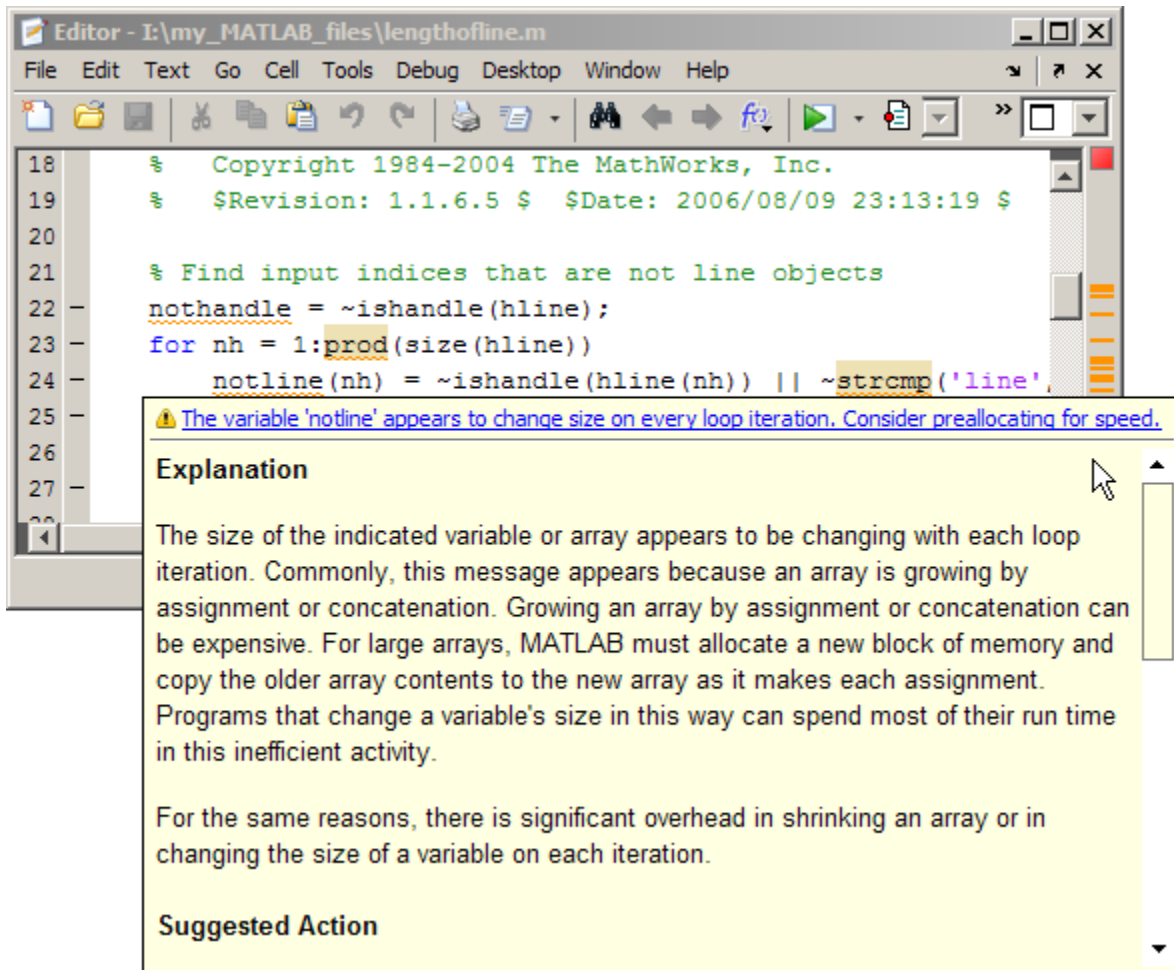 Editor - I:\my_MATLAB_files\lengthofline.m
File Edit Text Go Cell Tools Debug Desktop Window Help
18 % Copyright 1984-2004 The MathWorks, Inc.
19 % $Revision: 1.1.6.5 $ $Date: 2006/08/09 23:13:19 $
20
21 % Find input indices that are not line objects
22 - nothandle = ~ishandle(hline);
23 - for nh = 1:prod(size(hline))
24 - notline(nh) = ~ishandle(hline(nh)) || ~strcmp('line',
25 -
26
27 -
The variable 'notline' appears to change size on every loop iteration. Consider preallocating for speed.
Explanation
The size of the indicated variable or array appears to be changing with each loop
iteration. Commonly, this message appears because an array is growing by
assignment or concatenation. Growing an array by assignment or concatenation can
be expensive. For large arrays, MATLAB must allocate a new block of memory and
copy the older array contents to the new array as it makes each assignment.
Programs that change a variable's size in this way can spend most of their run time
in this inefficient activity.
For the same reasons, there is significant overhead in shrinking an array or in
changing the size of a variable on each iteration.
Suggested Action